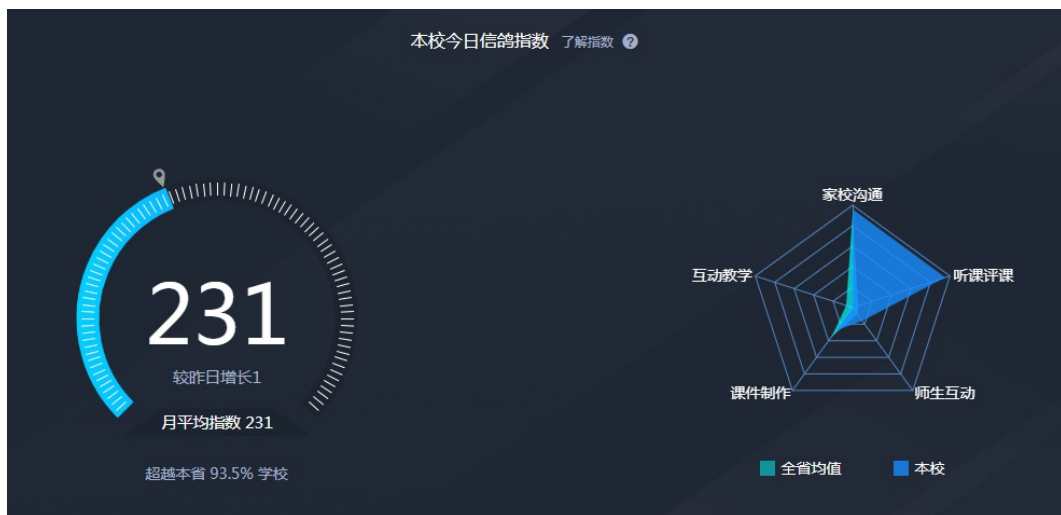 本校今日信鸽指数 了解指数 ?
231
较昨日增长1
月平均指数 231
超越本省 93.5% 学校
家校沟通
互动教学
听课评课
课件制作
师生互动
全省均值
本校